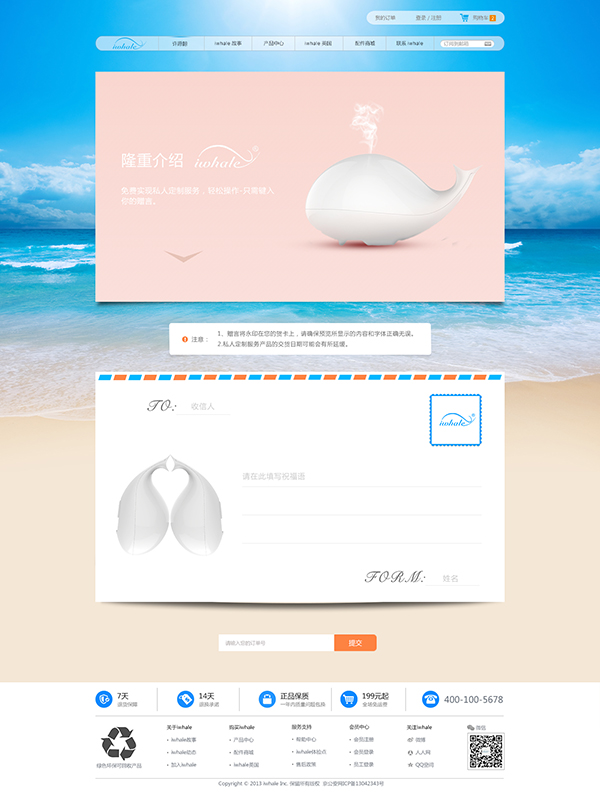 我的订单 登录 / 注册 购物车 2
iwhale iwhale 故事 产品中心 iwhale 美国 配件商城 联系 iwhale
隆重介绍 iwhale
免费实现私人定制服务，轻松操作-只需键入
你的赠言。
注意：
1、赠言将永印在您的贺卡上，请确保预览所显示的内容和字体正确无误。
2.私人定制服务产品的交货日期可能会有所延缓。
TO: 收信人
iwhale
请在此填写祝福语
FORM: 姓名
请输入您的订单号 提交
7天
退货保障
14天
退换承诺
正品保质
一年内质量问题包换
199元起
全场免运费
400-100-5678
绿色环保可回收产品
关于iwhale
iwhale故事
iwhale动态
加入iwhale
购买iwhale
产品中心
配件商城
iwhale美国
服务支持
帮助中心
iwhale体验点
售后政策
会员中心
会员注册
会员登录
员工登录
关注iwhale
微博
人人网
QQ空间
微信
Copyright © 2013 iwhale Inc. 保留所有版权 京公安网ICP备13042343号